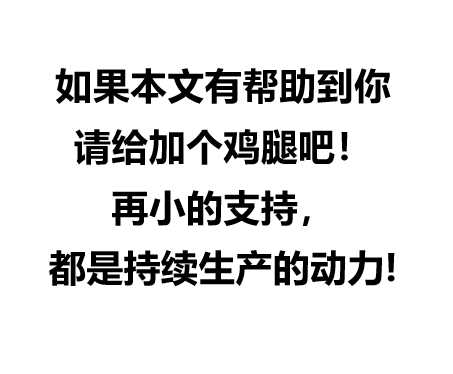 如果本文有帮助到你
请给加个鸡腿吧！
再小的支持，
都是持续生产的动力!